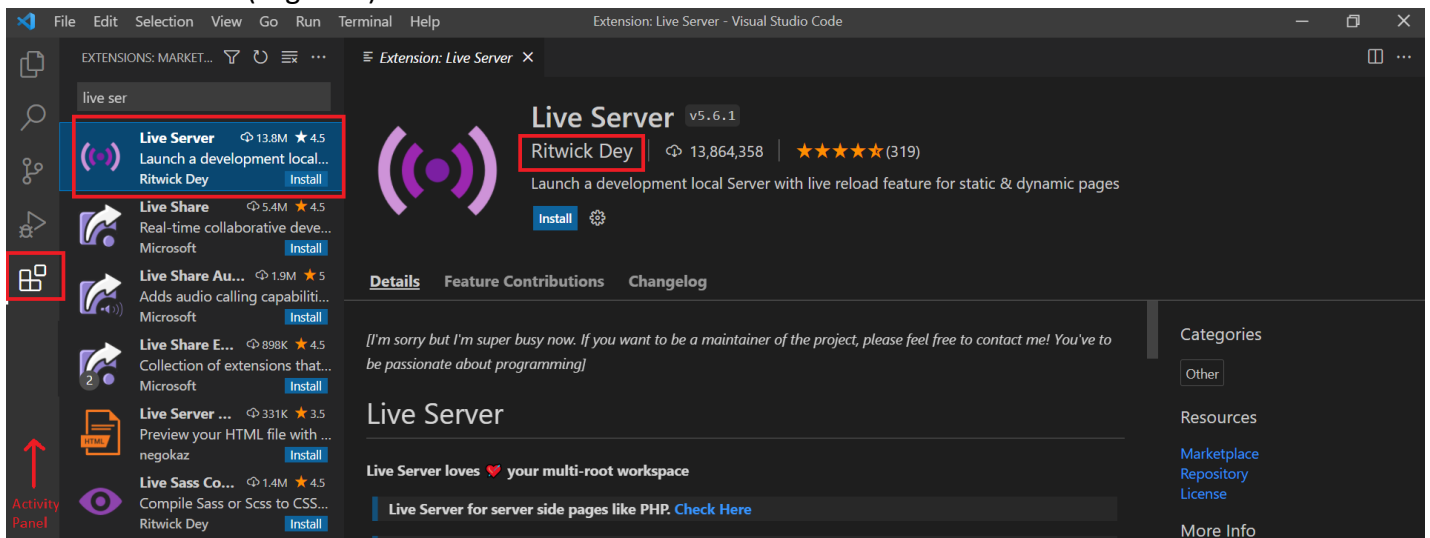 File Edit Selection View Go Run Terminal Help
Extension: Live Server - Visual Studio Code
EXTENSIONS: MARKET...
live ser
Live Server 13.8M ★ 4.5
Launch a development local...
Ritwick Dey Install
Live Share 5.4M ★ 4.5
Real-time collaborative deve...
Microsoft Install
Live Share Au... 1.9M ★ 5
Adds audio calling capabiliti...
Microsoft Install
Live Share E... 898K ★ 4.5
Collection of extensions that...
2
Microsoft Install
Live Server ... 331K ★ 3.5
Preview your HTML file with ...
HTML
negokaz Install
Live Sass Co... 1.4M ★ 4.5
Compile Sass or Scss to CSS...
Ritwick Dey Install
Activity
Panel
Extension: Live Server
Live Server v5.6.1
Ritwick Dey 13,864,358 ★★★★★(319)
Launch a development local Server with live reload feature for static & dynamic pages
Install
Details Feature Contributions Changelog
[I'm sorry but I'm super busy now. If you want to be a maintainer of the project, please feel free to contact me! You've to
be passionate about programming]
Live Server
Live Server loves 💖 your multi-root workspace
Live Server for server side pages like PHP. Check Here
Categories
Other
Resources
Marketplace
Repository
License
More Info